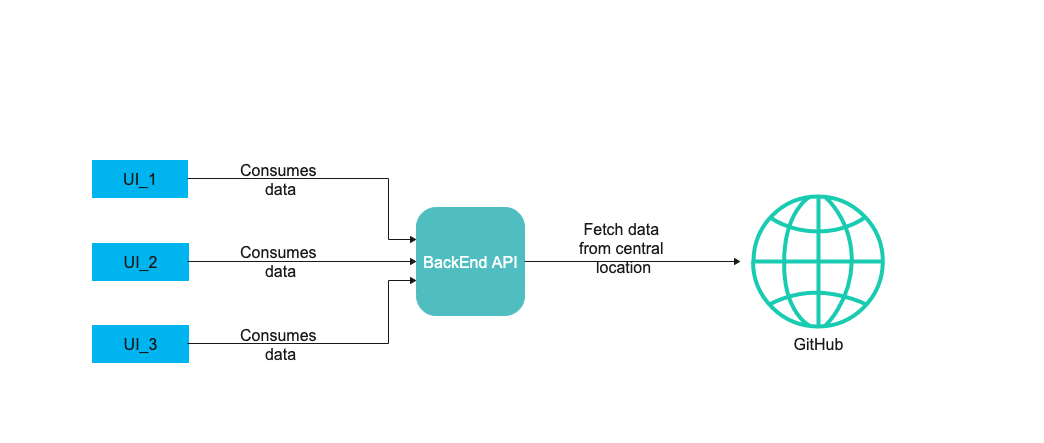 UI_1
Consumes
data
UI_2
Consumes
data
UI_3
Consumes
data
BackEnd API
Fetch data
from central
location
GitHub